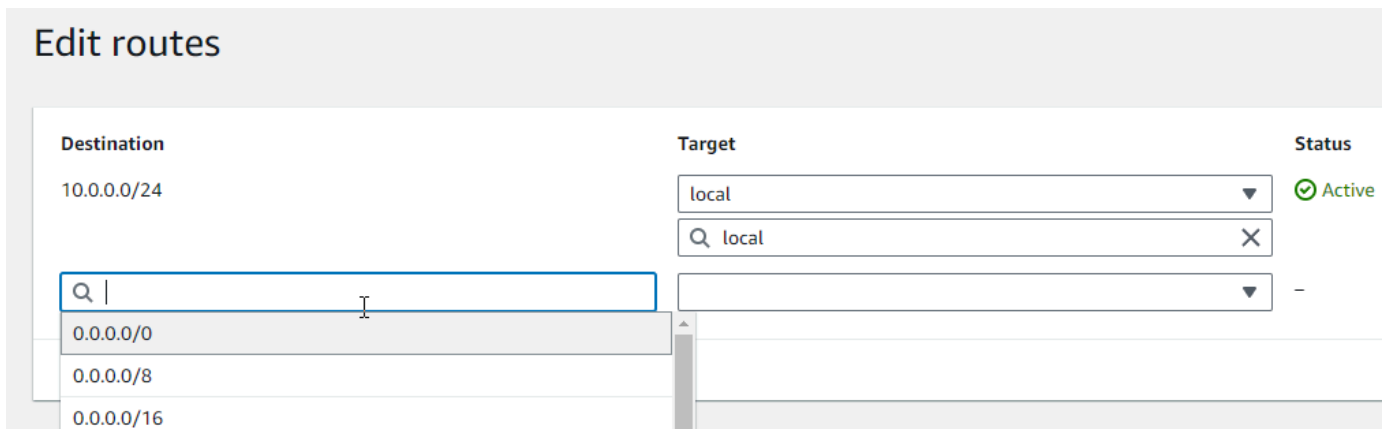 Edit routes
Destination Target Status
10.0.0.0/24 local Active
local
–
0.0.0.0/0
0.0.0.0/8
0.0.0.0/16